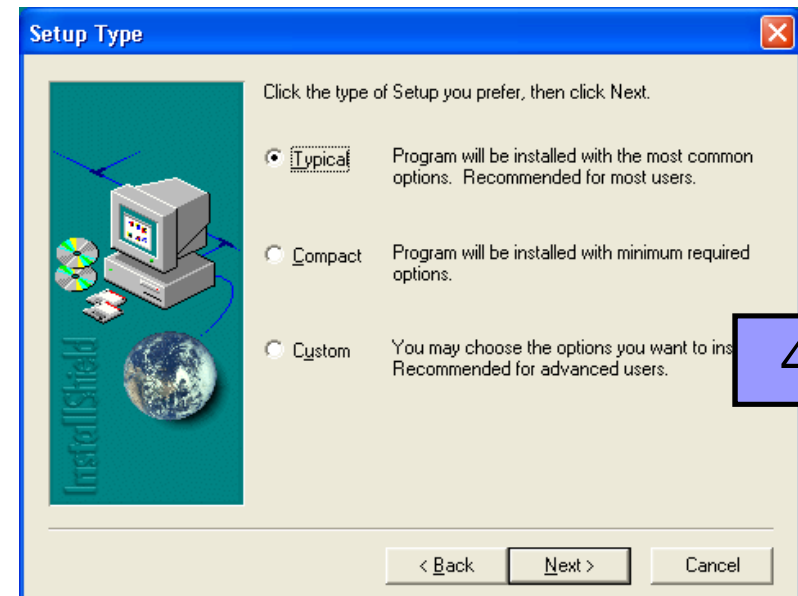 Setup Type
Click the type of Setup you prefer, then click Next.
Typical Program will be installed with the most common
options. Recommended for most users.
Compact Program will be installed with minimum required
options.
Custom You may choose the options you want to
Recommended for advanced users.
4
InstallShield
< Back Next > Cancel